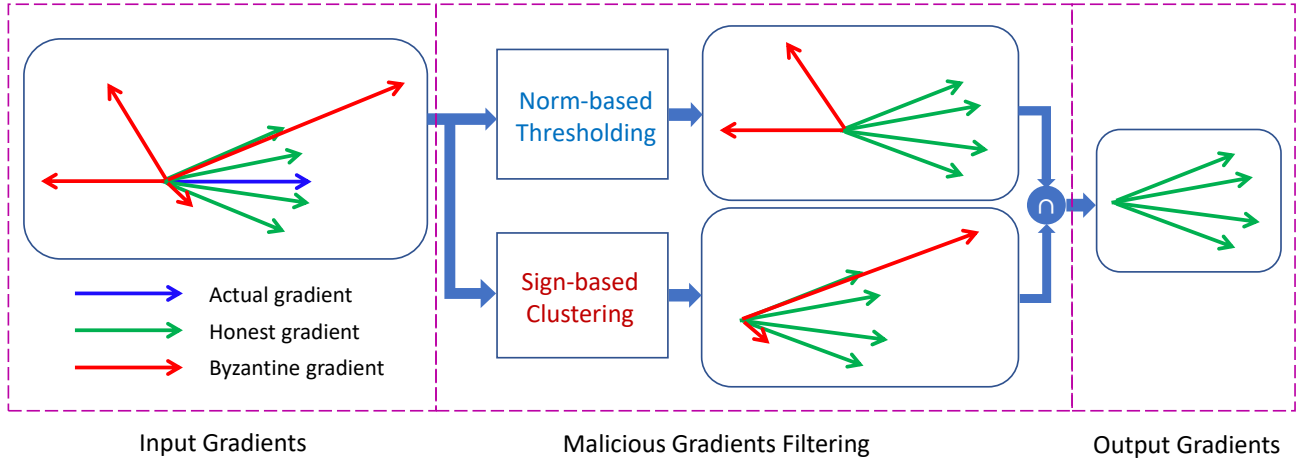 Norm-based
Thresholding
∩
Sign-based
Clustering
Actual gradient
Honest gradient
Byzantine gradient
Input Gradients
Malicious Gradients Filtering
Output Gradients